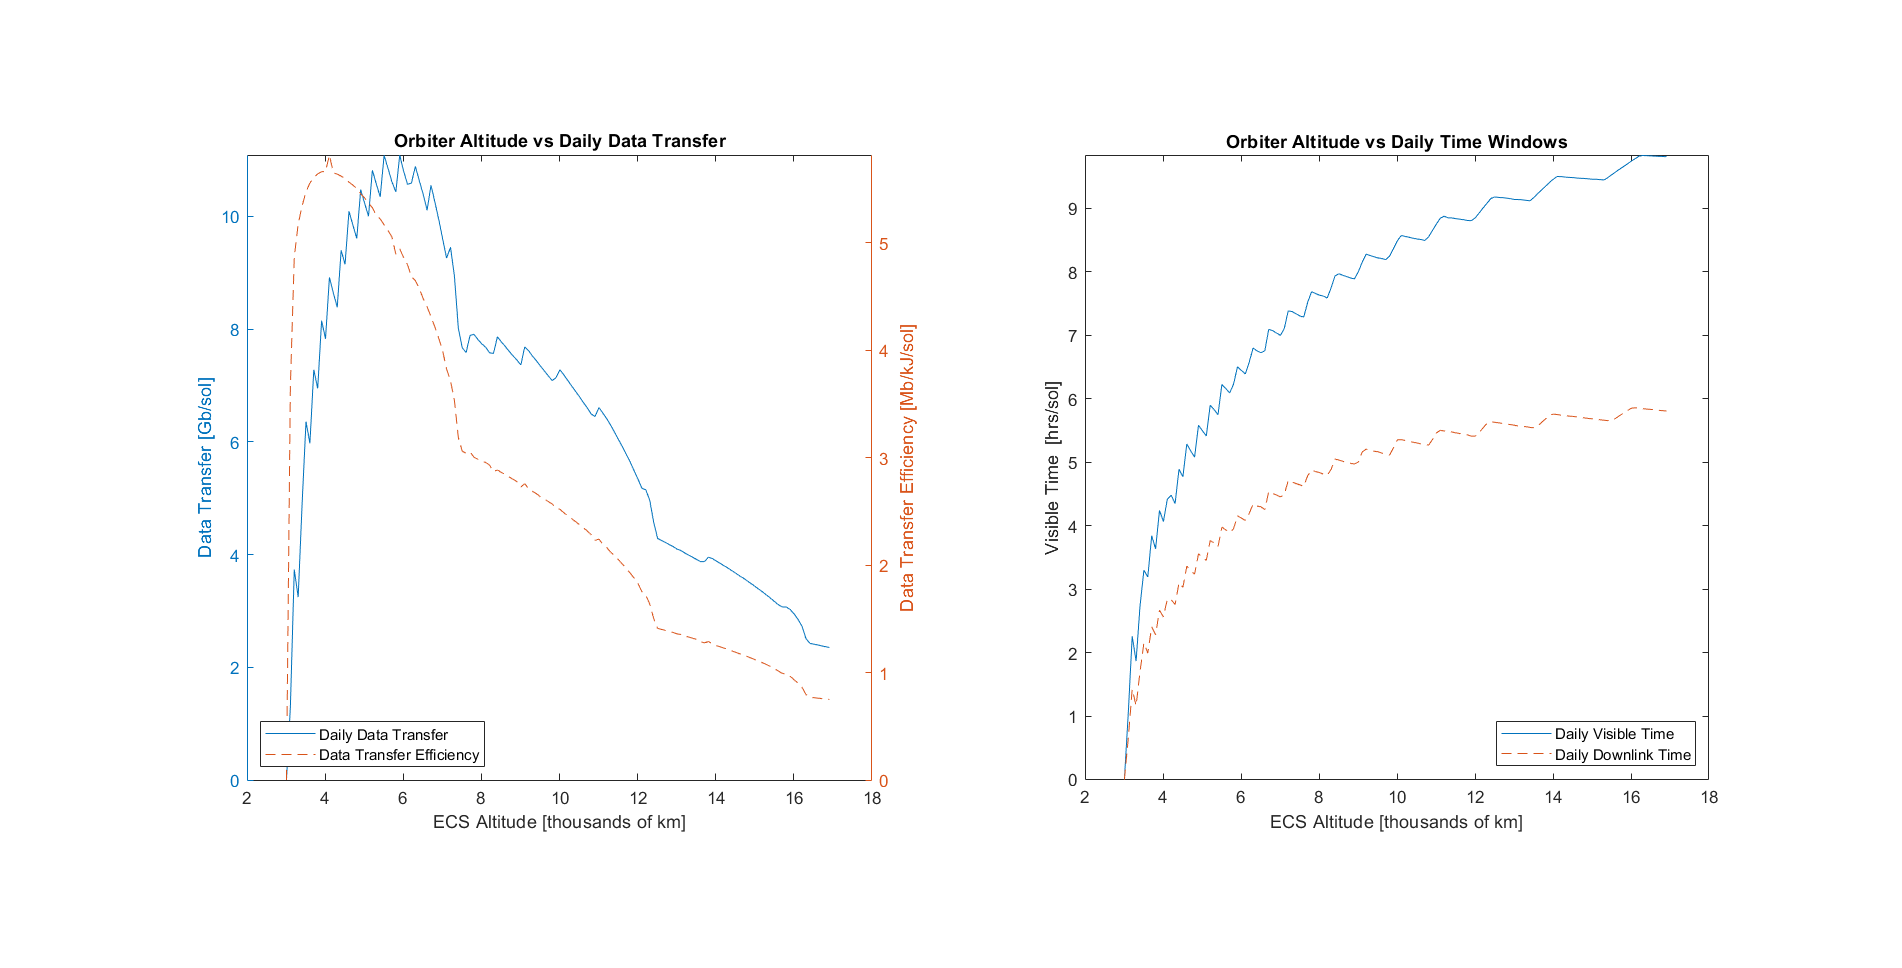 Orbiter Altitude vs Daily Data Transfer
Data Transfer [Gb/sol]
10
8
6
4
2
0
5
4
3
2
1
0
Data Transfer Efficiency [Mb/kJ/sol]
Daily Data Transfer
Data Transfer Efficiency
2 4 6 8 10 12 14 16 18
ECS Altitude [thousands of km]
Orbiter Altitude vs Daily Time Windows
Visible Time [hrs/sol]
9
8
7
6
5
4
3
2
1
0
Daily Visible Time
Daily Downlink Time
2 4 6 8 10 12 14 16 18
ECS Altitude [thousands of km]